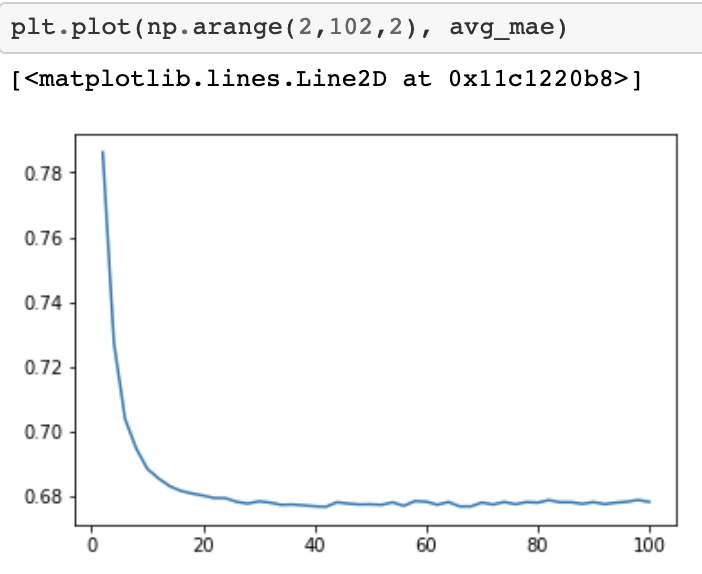 plt.plot(np.arange(2,102,2), avg_mae)
[<matplotlib.lines.Line2D at 0x11c1220b8>]
0.78
0.76
0.74
0.72
0.70
0.68
0 20 40 60 80 100